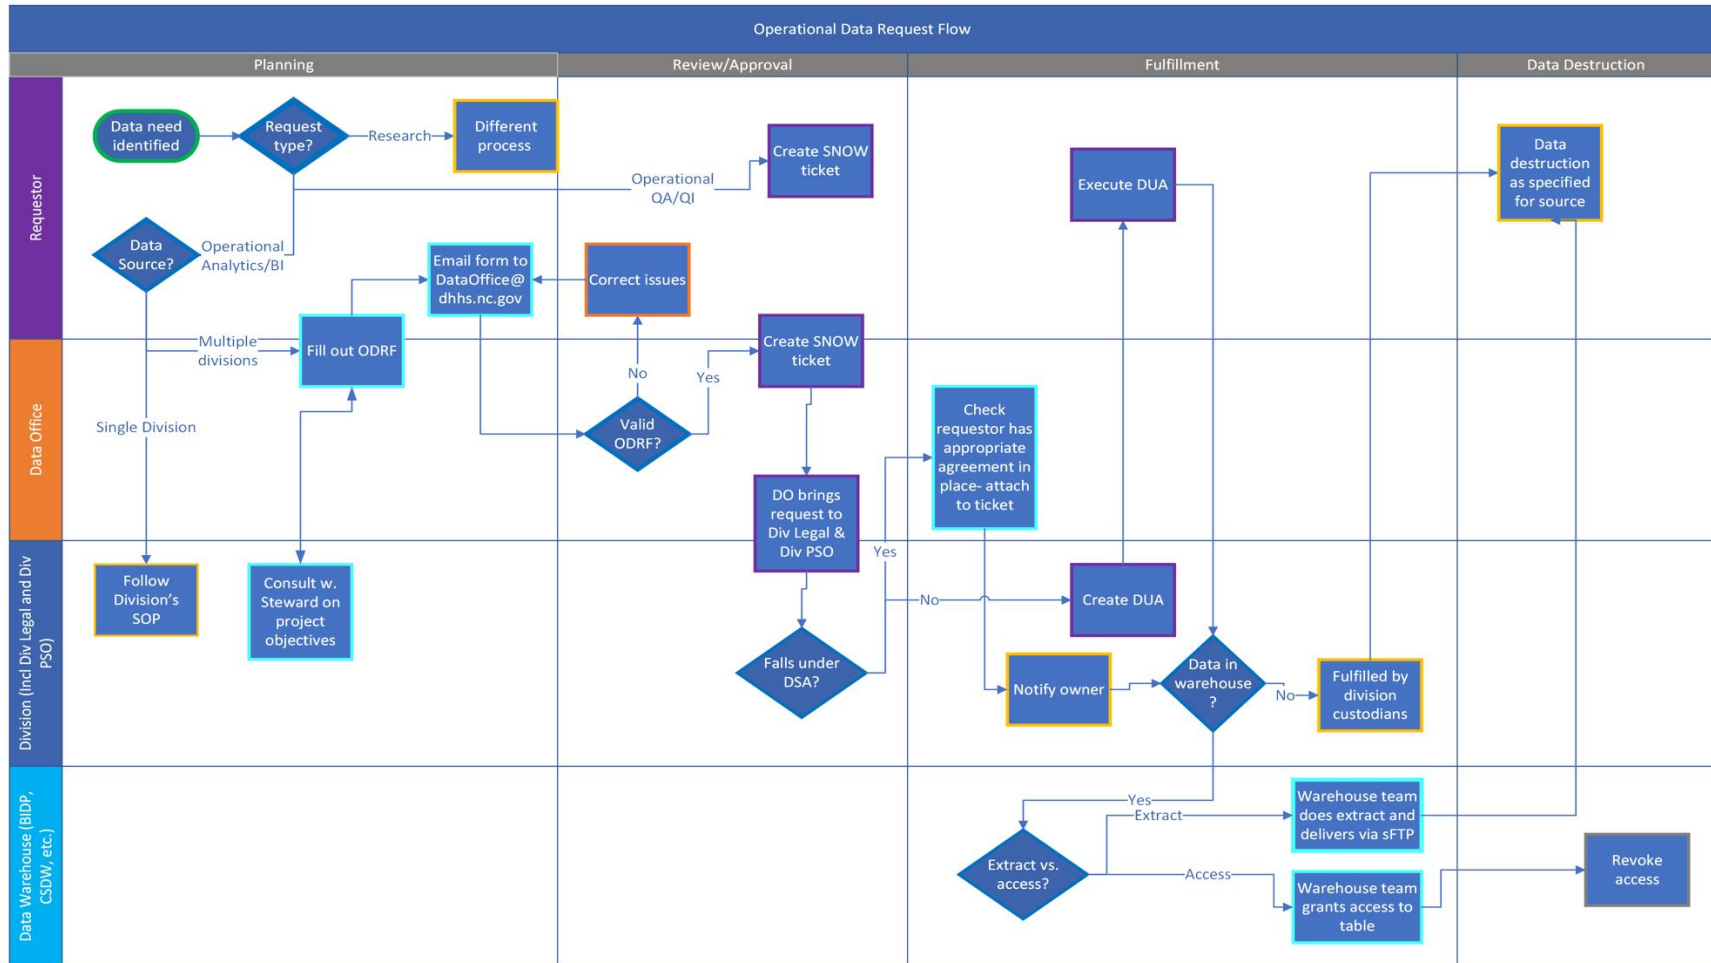 Operational Data Request Flow
Planning
Review/Approval
Fulfillment
Data Destruction
Requestor
Data need
identified
Request
type?
Research
Different
process
Operational
QA/QI
Create SNOW
ticket
Execute DUA
Data
destruction
as specified
for source
Data
Source?
Operational
Analytics/BI
Email form to
DataOffice@
dhhs.nc.gov
Correct issues
Data Office
Multiple
divisions
Fill out ODRF
No
Yes
Create SNOW
ticket
Single Division
Valid
ODRF?
Check
requestor has
appropriate
agreement in
place- attach
to ticket
DO brings
request to
Div Legal &
Div PSO
Division (Incl Div Legal and Div
PSO)
Follow
Division's
SOP
Consult w.
Steward on
project
objectives
Yes
No
Create DUA
Falls under
DSA?
Notify owner
Data in
warehouse
?
No
Fulfilled by
division
custodians
Data Warehouse (BIDP,
CSDW, etc.)
Yes
Extract
Warehouse team
does extract and
delivers via sFTP
Extract vs.
access?
Access
Warehouse team
grants access to
table
Revoke
access